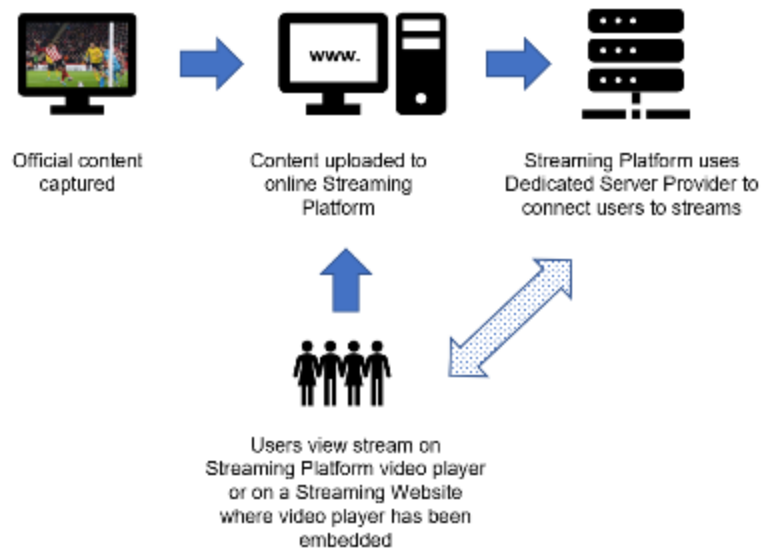 www.
Official content
captured
Content uploaded to
online Streaming
Platform
Streaming Platform uses
Dedicated Server Provider to
connect users to streams
Users view stream on
Streaming Platform video player
or on a Streaming Website
where video player has been
embedded